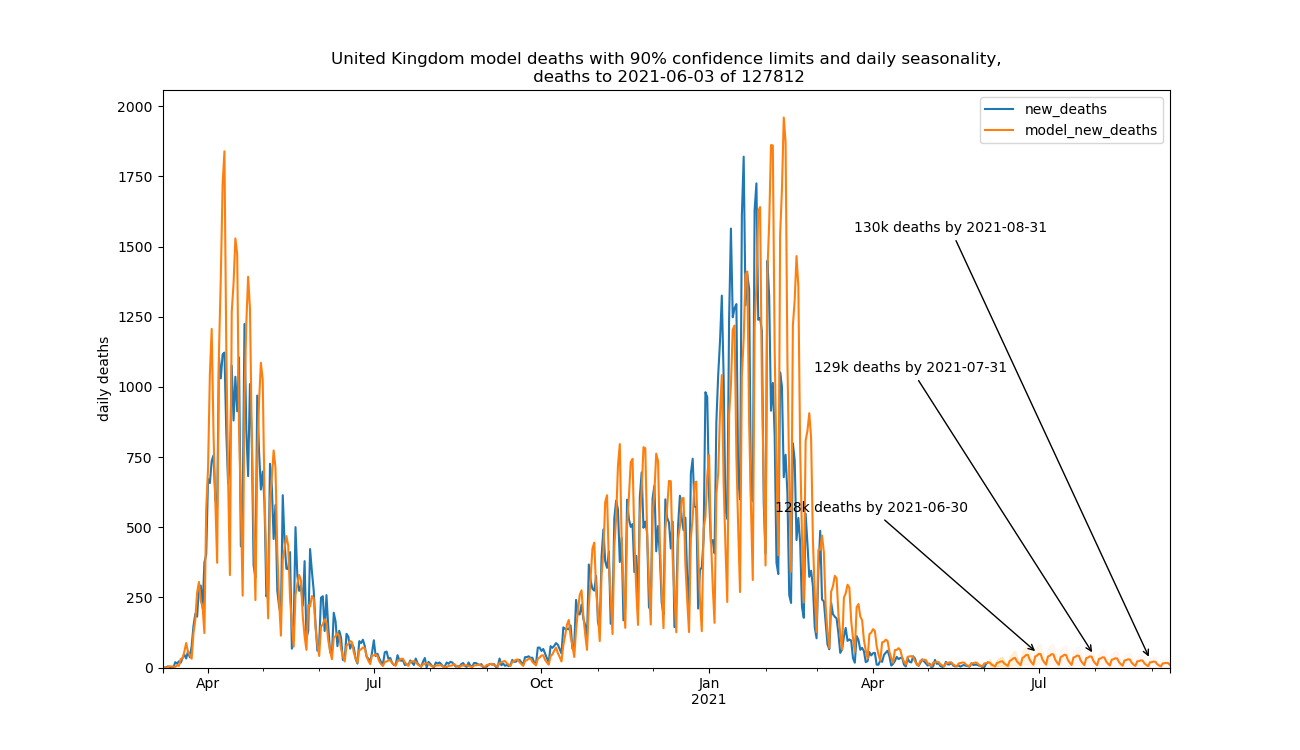 United Kingdom model deaths with 90% confidence limits and daily seasonality,
deaths to 2021-06-03 of 127812
new_deaths
model_new_deaths
daily deaths
2000
1750
1500
1250
1000
750
500
250
0
130k deaths by 2021-08-31
129k deaths by 2021-07-31
128k deaths by 2021-06-30
Apr
Jul
Oct
Jan
2021
Apr
Jul